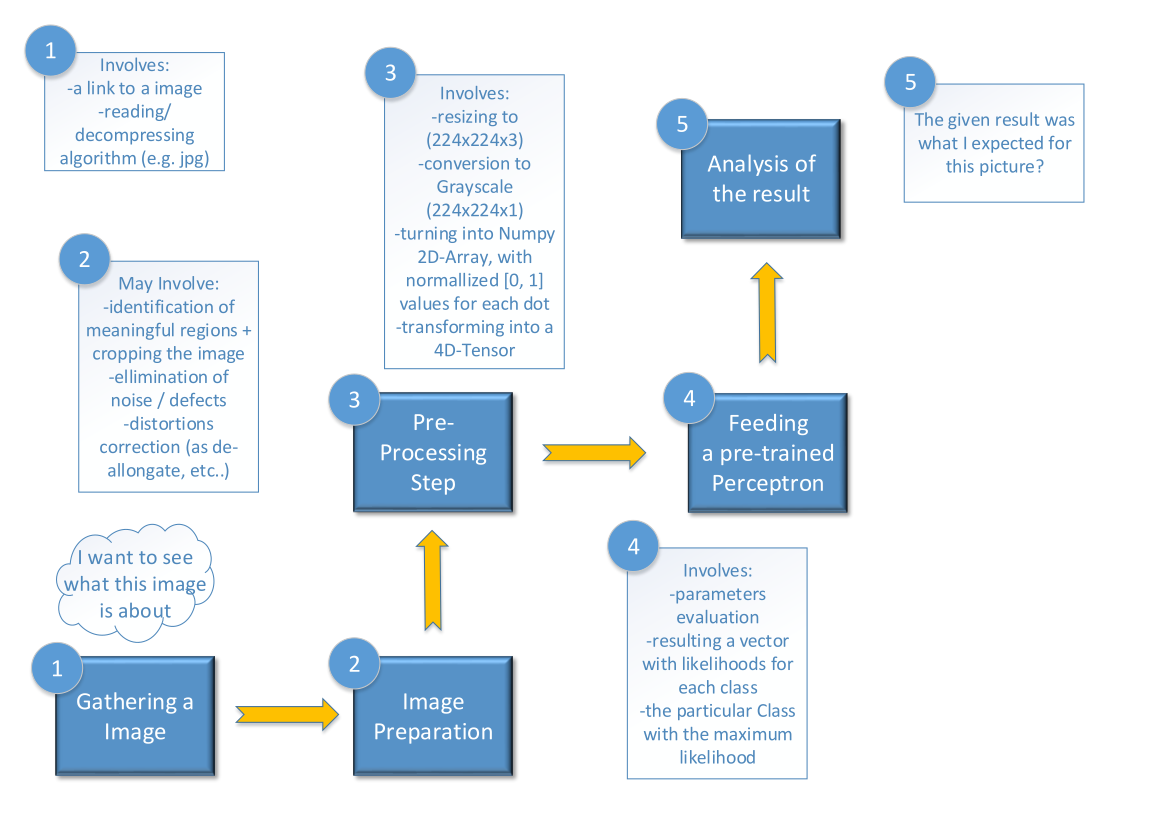 1
Involves:
-a link to a image
-reading/
decompressing
algorithm (e.g. jpg)
2
May Involve:
-identification of
meaningful regions +
cropping the image
-ellimination of
noise / defects
-distortions
correction (as de-
allongate, etc..)
I want to see
what this image
is about
1
Gathering a
Image
2
Image
Preparation
3
Involves:
-resizing to
(224x224x3)
-conversion to
Grayscale
(224x224x1)
-turning into Numpy
2D-Array, with
normallized [0, 1]
values for each dot
-transforming into a
4D-Tensor
3
Pre-
Processing
Step
4
Feeding
a pre-trained
Perceptron
4
Involves:
-parameters
evaluation
-resulting a vector
with likelihoods for
each class
-the particular Class
with the maximum
likelihood
5
Analysis of
the result
5
The given result was
what I expected for
this picture?